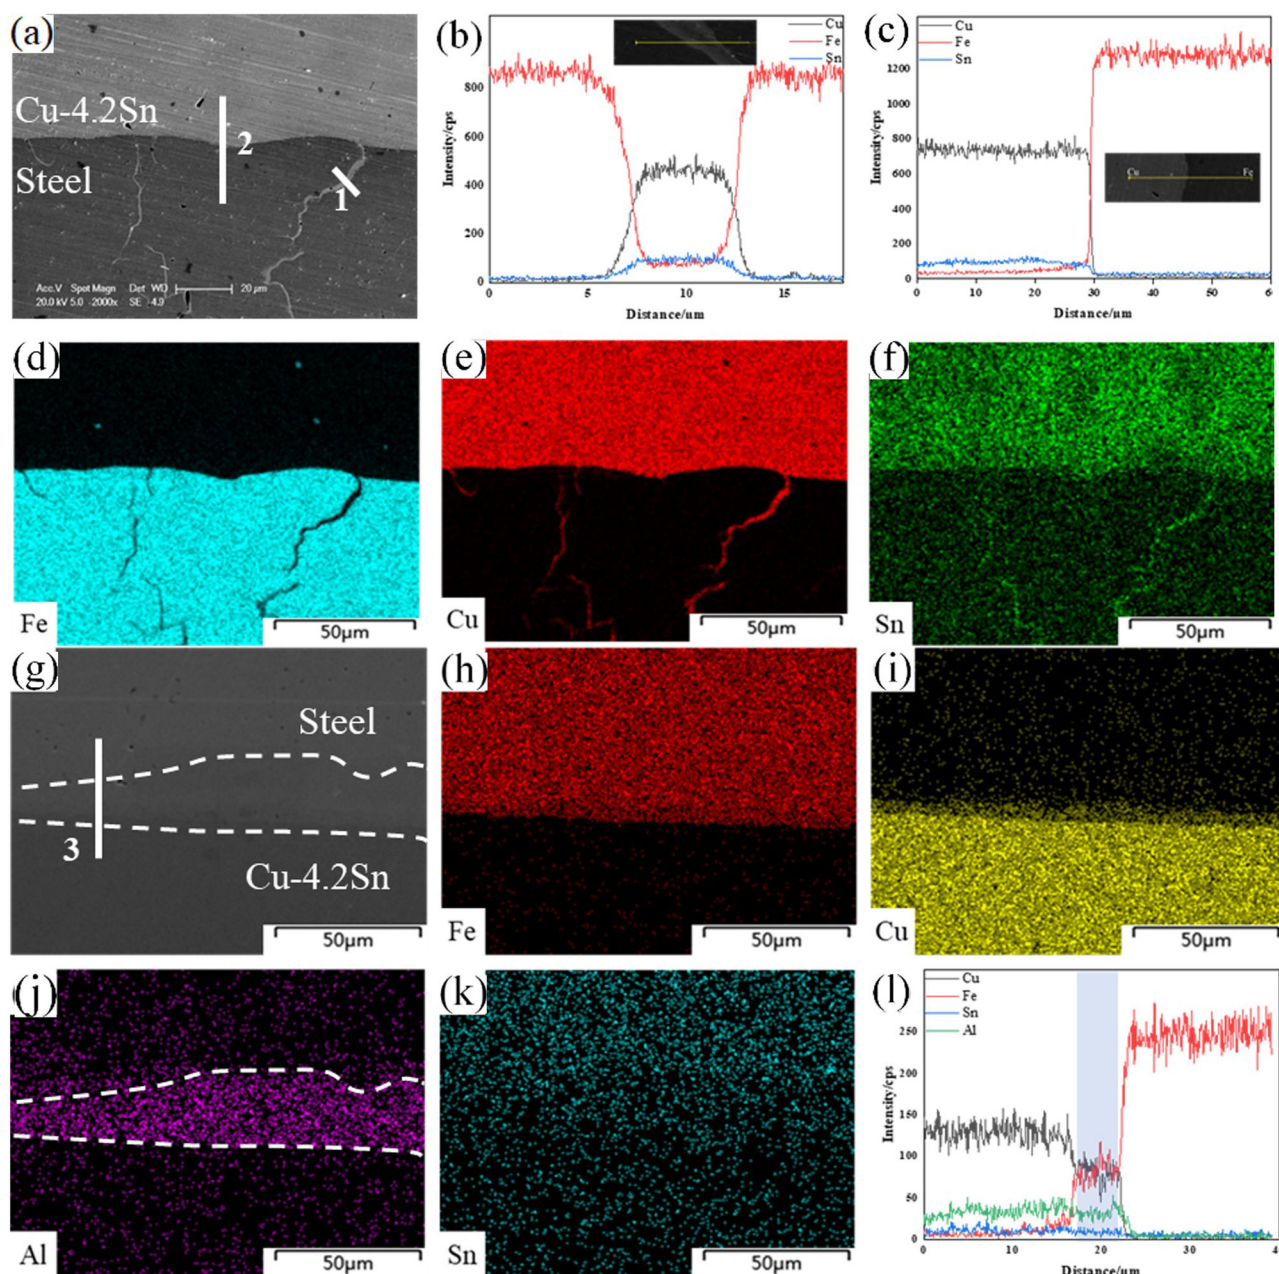 (a)
Cu-4.2Sn
Steel
2
1
Acc.V Spot Magn Det WD
20.0 kV 5.0 -2000x SE -4.9
20 μm
(b)
Cu
Fe
Sn
Intensity/cps
800
600
400
200
0
0 5 10 15
Distance/μm
(c)
Cu
Fe
Sn
Intensity/cps
1200
1000
800
600
400
200
0
Cu Fe
0 10 20 30 40 50 60
Distance/μm
(d)
Fe
50μm
(e)
Cu
50μm
(f)
Sn
50μm
(g)
Steel
3
Cu-4.2Sn
50μm
(h)
Fe
50μm
(i)
Cu
50μm
(j)
Al
50μm
(k)
Sn
50μm
(l)
Cu
Fe
Sn
Al
Intensity/cps
250
200
150
100
50
0
0 10 20 30 40
Distance/μm